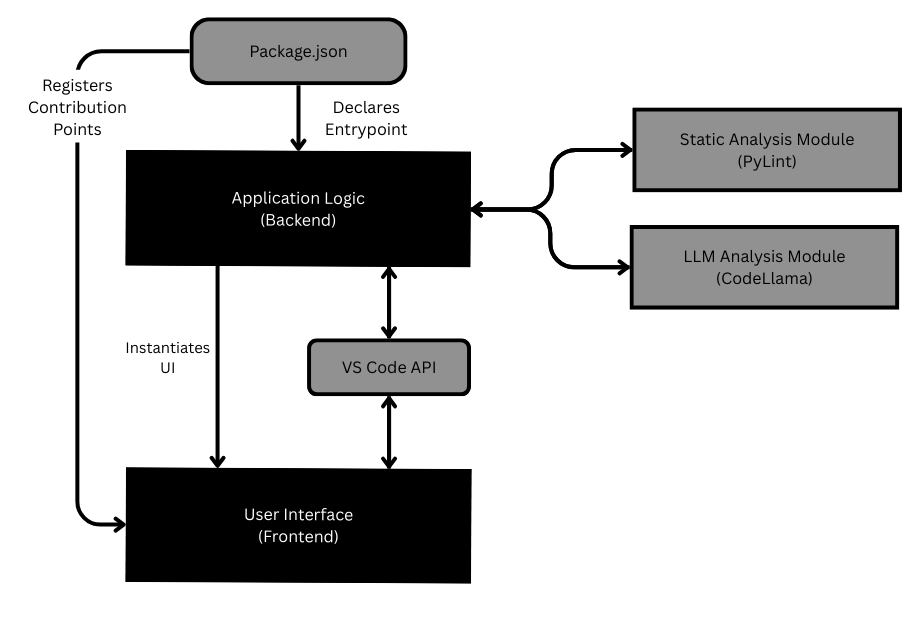 Package.json
Registers
Contribution
Points
Declares
Entrypoint
Static Analysis Module
(PyLint)
Application Logic
(Backend)
LLM Analysis Module
(CodeLlama)
Instantiates
UI
VS Code API
User Interface
(Frontend)